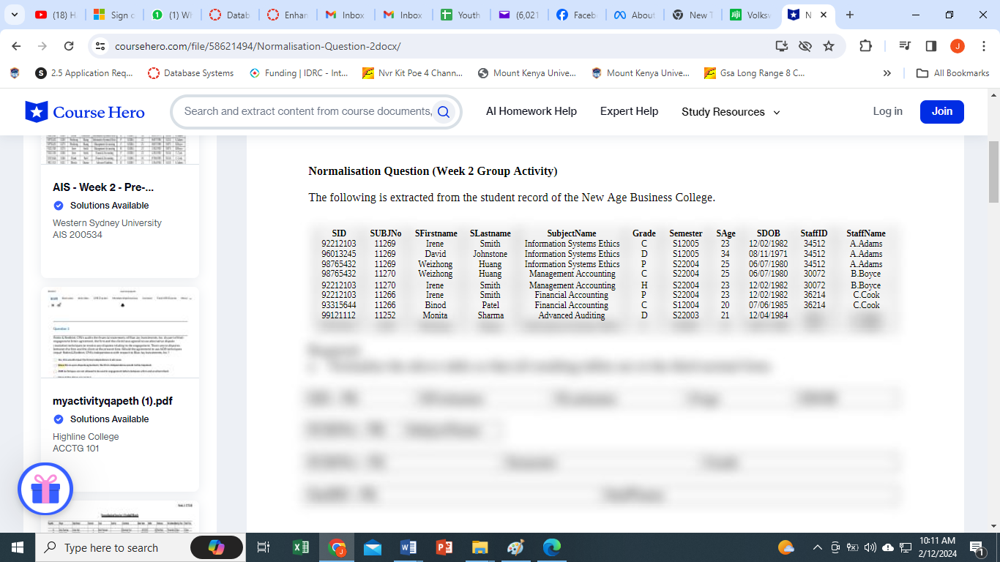 (18) H
Sign o
(1) Wh
Datab
Enhan
Inbox
Inbox
Youth
(6,021
Faceb
About
New T
Volksw
N
coursehero.com/file/58621494/Normalisation-Question-2docx/
J
2.5 Application Req...
Database Systems
Funding | IDRC - Int...
Nvr Kit Poe 4 Chann...
Mount Kenya Unive...
Mount Kenya Unive...
Gsa Long Range 8 C...
All Bookmarks
Course Hero
Search and extract content from course documents,
AI Homework Help
Expert Help
Study Resources
Log in
Join
AIS - Week 2 - Pre-...
Solutions Available
Western Sydney University
AIS 200534
myactivityqapeth (1).pdf
Solutions Available
Highline College
ACCTG 101
Normalisation Question (Week 2 Group Activity)
The following is extracted from the student record of the New Age Business College.
SID SUBJNo SFirstname SLastname SubjectName Grade Semester SAge SDOB StaffID StaffName
92212103 11269 Irene Smith Information Systems Ethics C S12005 23 12/02/1982 34512 A.Adams
96013245 11269 David Johnstone Information Systems Ethics D S12005 34 08/11/1971 34512 A.Adams
98765432 11269 Weizhong Huang Information Systems Ethics P S22004 25 06/07/1980 34512 A.Adams
98765432 11270 Weizhong Huang Management Accounting C S22004 25 06/07/1980 30072 B.Boyce
92212103 11270 Irene Smith Management Accounting H S22004 23 12/02/1982 30072 B.Boyce
92212103 11266 Irene Smith Financial Accounting P S22004 23 12/02/1982 36214 C.Cook
93315644 11266 Binod Patel Financial Accounting C S12004 20 07/06/1985 36214 C.Cook
99121112 11252 Monita Sharma Advanced Auditing D S22003 21 12/04/1984
Type here to search
10:11 AM
2/12/2024
1